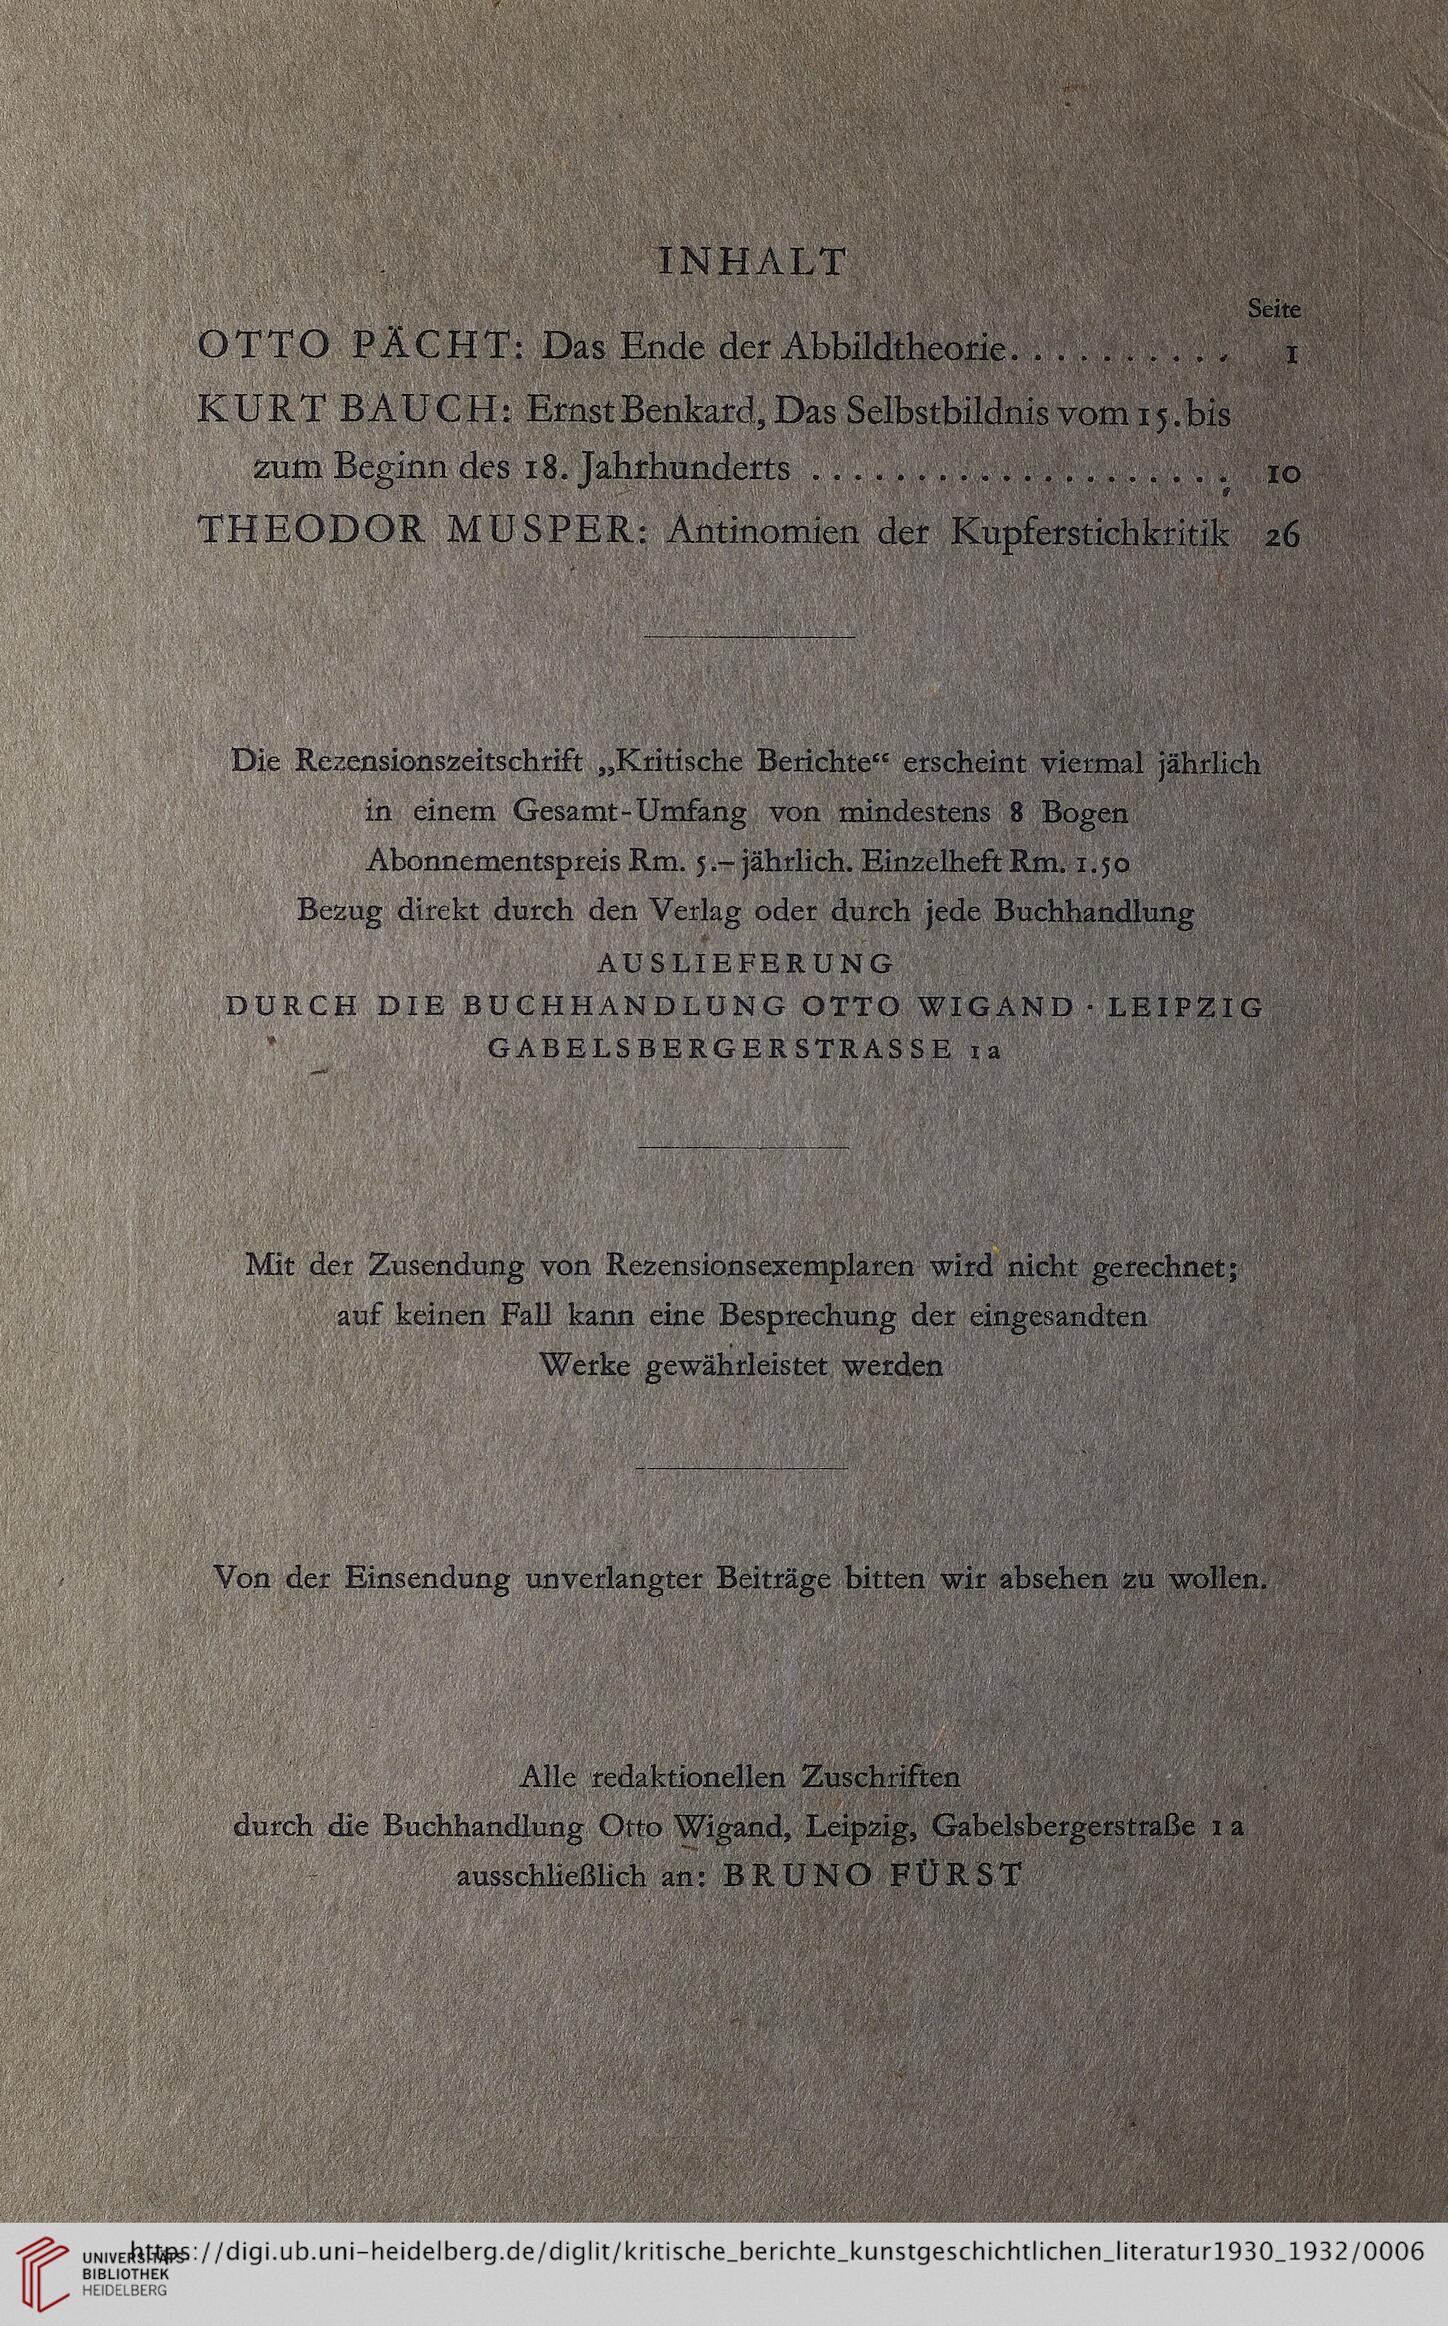 INHALT
Seite
OTTO PÄCHT: Das Ende der Abbildtheorie. . . . . . . . . . 1
KURT BAUCH: Ernst Benkard, Das Selbstbildnis vom 15. bis
zum Beginn des 18. Jahrhunderts . . . . . . . . . . . . . . . . . . . 10
THEODOR MUSPER: Antinomien der Kupferstichkritik 26
Die Rezensionszeitschrift „Kritische Berichte“ erscheint viermal jährlich
in einem Gesamt-Umfang von mindestens 8 Bogen
Abonnementspreis Rm. 5.– jährlich. Einzelheft Rm. 1.50
Bezug direkt durch den Verlag oder durch jede Buchhandlung
AUSLIEFERUNG
DURCH DIE BUCHHANDLUNG OTTO WIGAND · LEIPZIG
GABELSBERGERSTRASSE 1a
Mit der Zusendung von Rezensionsexemplaren wird nicht gerechnet;
auf keinen Fall kann eine Besprechung der eingesandten
Werke gewährleistet werden
Von der Einsendung unverlangter Beiträge bitten wir absehen zu wollen.
Alle redaktionellen Zuschriften
durch die Buchhandlung Otto Wigand, Leipzig, Gabelsbergerstraße 1 a
ausschließlich an: BRUNO FÜRST
https://digi.ub.uni-heidelberg.de/diglit/kritische_berichte_kunstgeschichtlichen_literatur1930_1932/0006
UNIVERSITÄTS
BIBLIOTHEK
HEIDELBERG